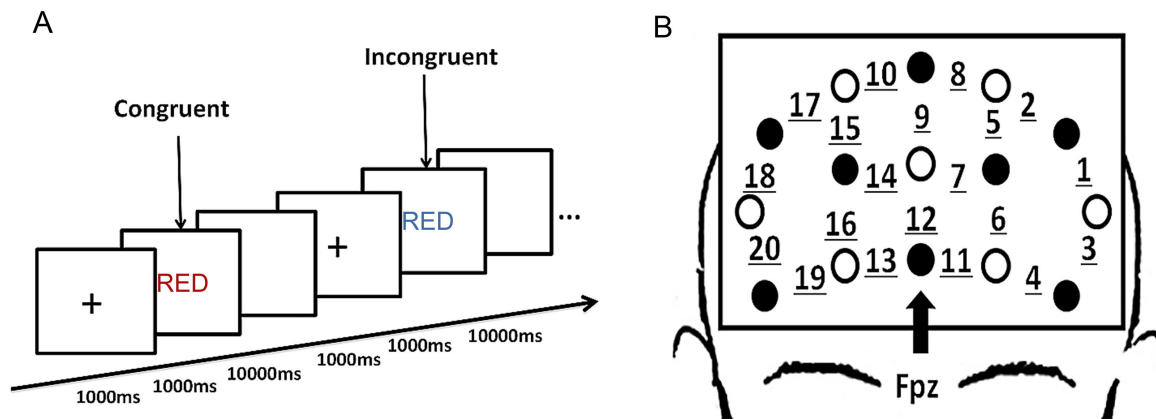 A
Incongruent
Congruent
+
RED
+
RED
...
1000ms
1000ms
10000ms
1000ms
1000ms
10000ms
B
10 8
17 2
15 9 5
18 14 7 1
16 12 6
20 13 11 3
19 4
Fpz